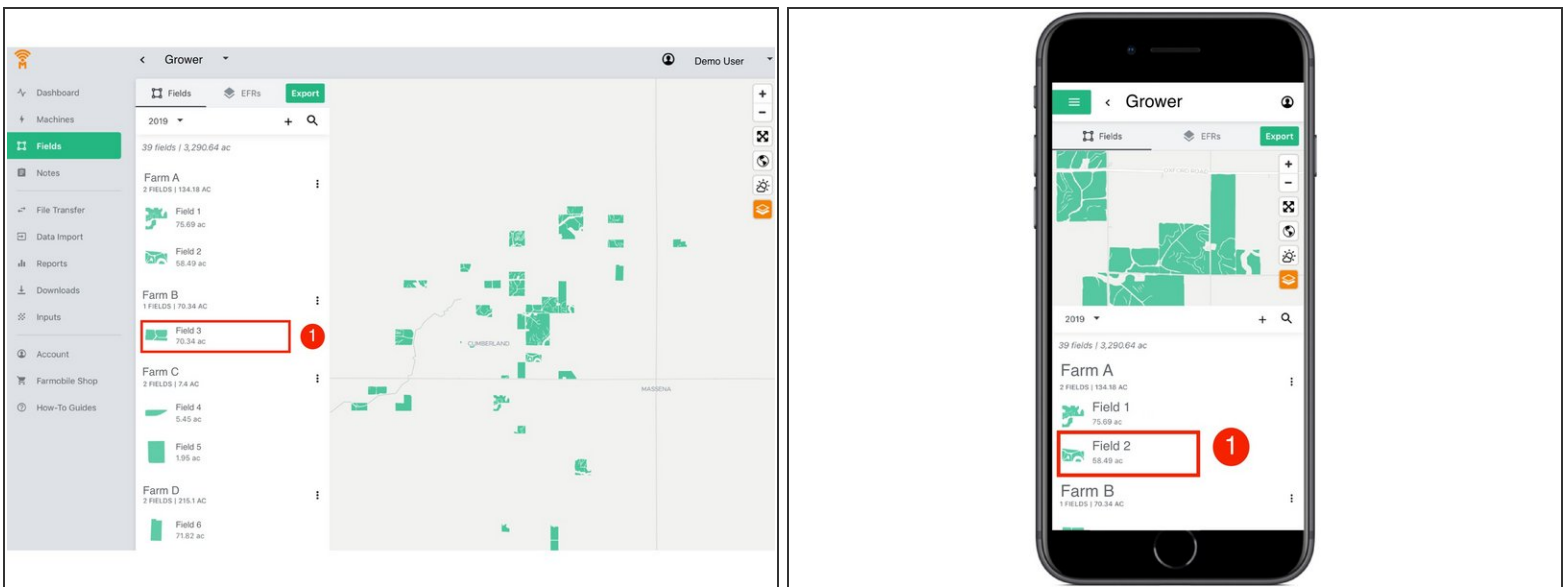 Grower
Demo User
Dashboard
Machines
Fields
Notes
File Transfer
Data Import
Reports
Downloads
Inputs
Account
Farmobile Shop
How-To Guides
Fields EFRs Export
2019
39 fields / 3,290.64 ac
Farm A
2 FIELDS | 134.18 AC
Field 1
75.69 ac
Field 2
58.49 ac
Farm B
1 FIELDS | 70.34 AC
Field 3
70.34 ac
1
Farm C
2 FIELDS | 7.4 AC
Field 4
5.45 ac
Field 5
1.95 ac
Farm D
2 FIELDS | 215.1 AC
Field 6
71.82 ac
CUMBERLAND
MASSENA
Grower
Fields EFRs Export
2019
39 fields / 3,290.64 ac
Farm A
2 FIELDS | 134.18 AC
Field 1
75.69 ac
Field 2
58.49 ac
1
Farm B
1 FIELDS | 70.34 AC